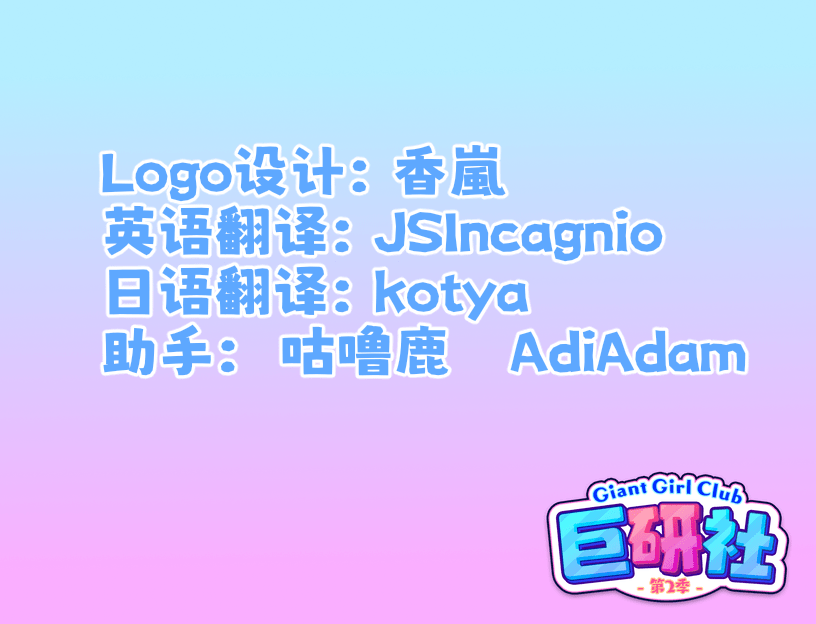 Logo设计：香嵐
英语翻译：JSIncagnio
日语翻译：kotya
助手： 咕噜鹿 AdiAdam
Giant Girl Club
巨研社
- 第2季 -